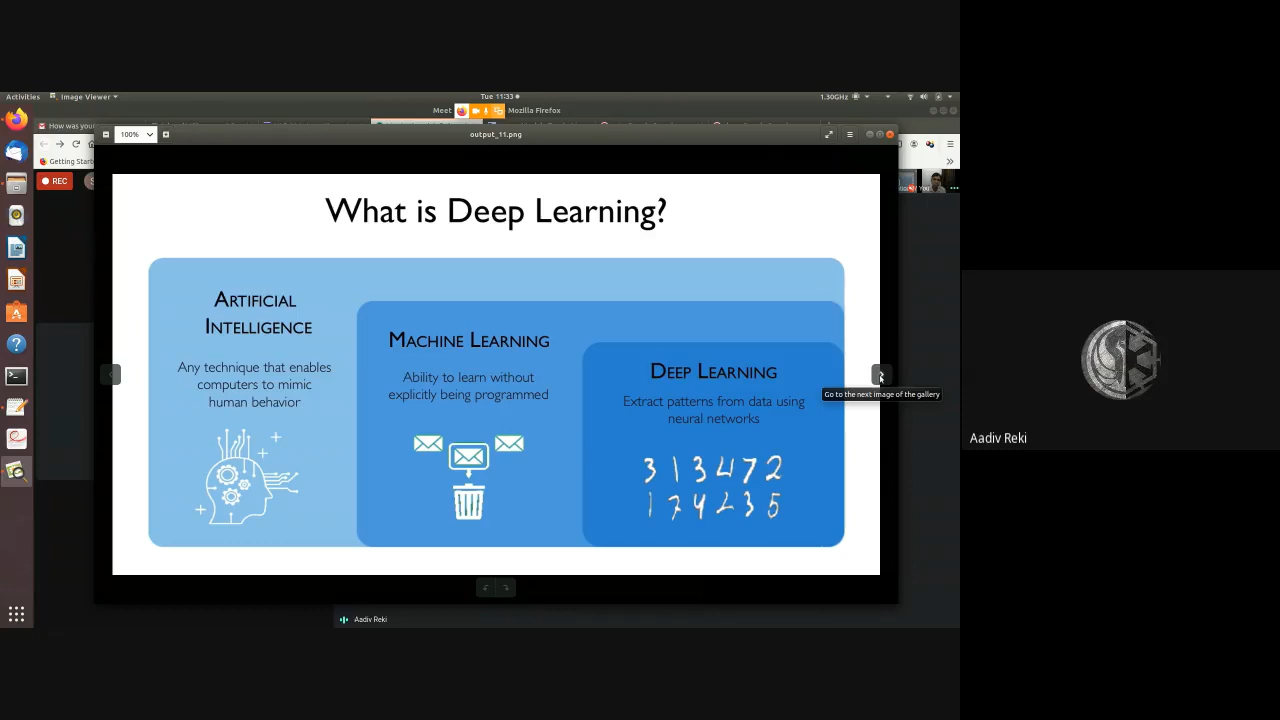 Activities
Image Viewer
Tue 11:33
1.30GHz
Meet
Mozilla Firefox
100%
output_11.png
Getting Start
REC
You
What is Deep Learning?
ARTIFICIAL
INTELLIGENCE
Any technique that enables
computers to mimic
human behavior
MACHINE LEARNING
Ability to learn without
explicitly being programmed
DEEP LEARNING
Extract patterns from data using
neural networks
3 1 3 4 7 2
1 7 4 2 3 5
Go to the next image of the gallery
Aadiv Reki
Aadiv Reki